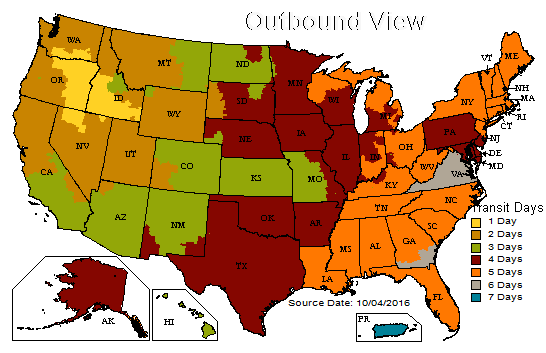 Outbound View
WA
MT
ND
MN
VT
ME
OR
ID
SD
WI
MI
NY
NH
MA
WY
RI
CT
NV
UT
NE
IA
PA
NJ
OH
DE
IL
IN
MD
CA
CO
WV
VA
KS
MO
KY
NC
TN
AZ
NM
OK
AR
SC
MS
AL
GA
TX
LA
FL
AK
HI
PR
Transit Days
1 Day
2 Days
3 Days
4 Days
5 Days
6 Days
7 Days
Source Date: 10/04/2016